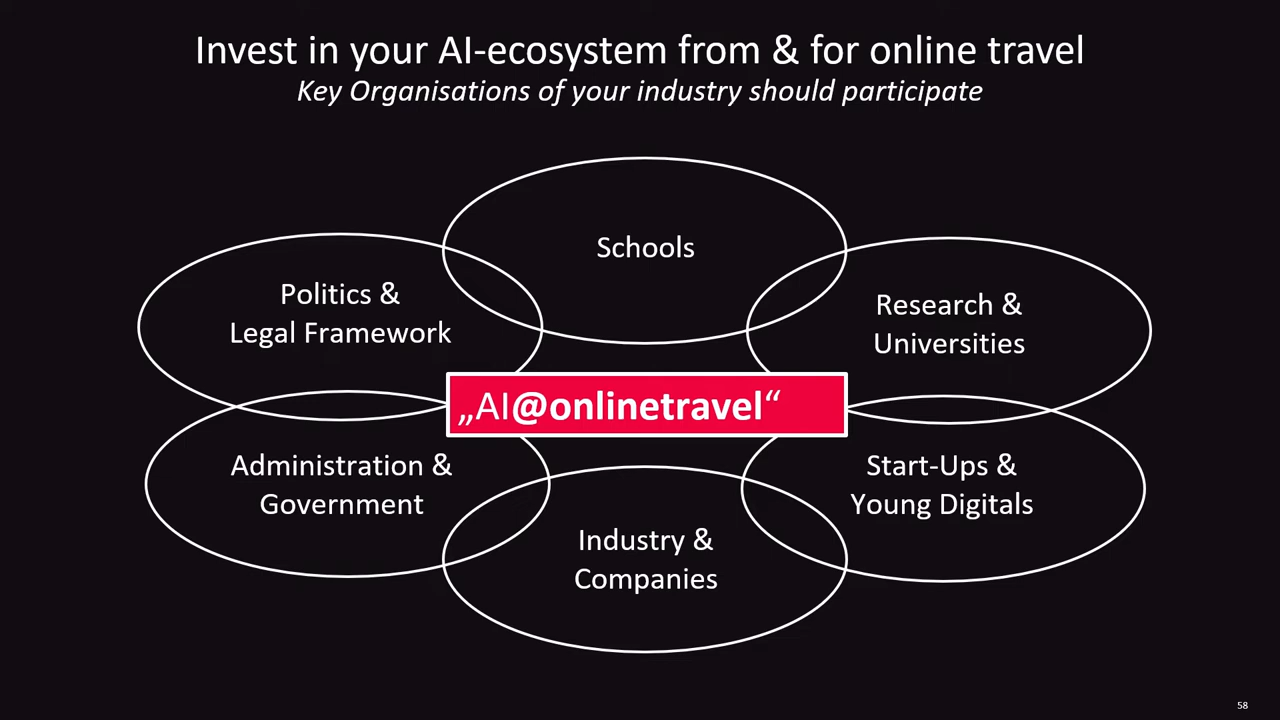 Invest in your AI-ecosystem from & for online travel
Key Organisations of your industry should participate
Schools
Politics &
Legal Framework
Research &
Universities
„AI@onlinetravel“
Administration &
Government
Start-Ups &
Young Digitals
Industry &
Companies
58